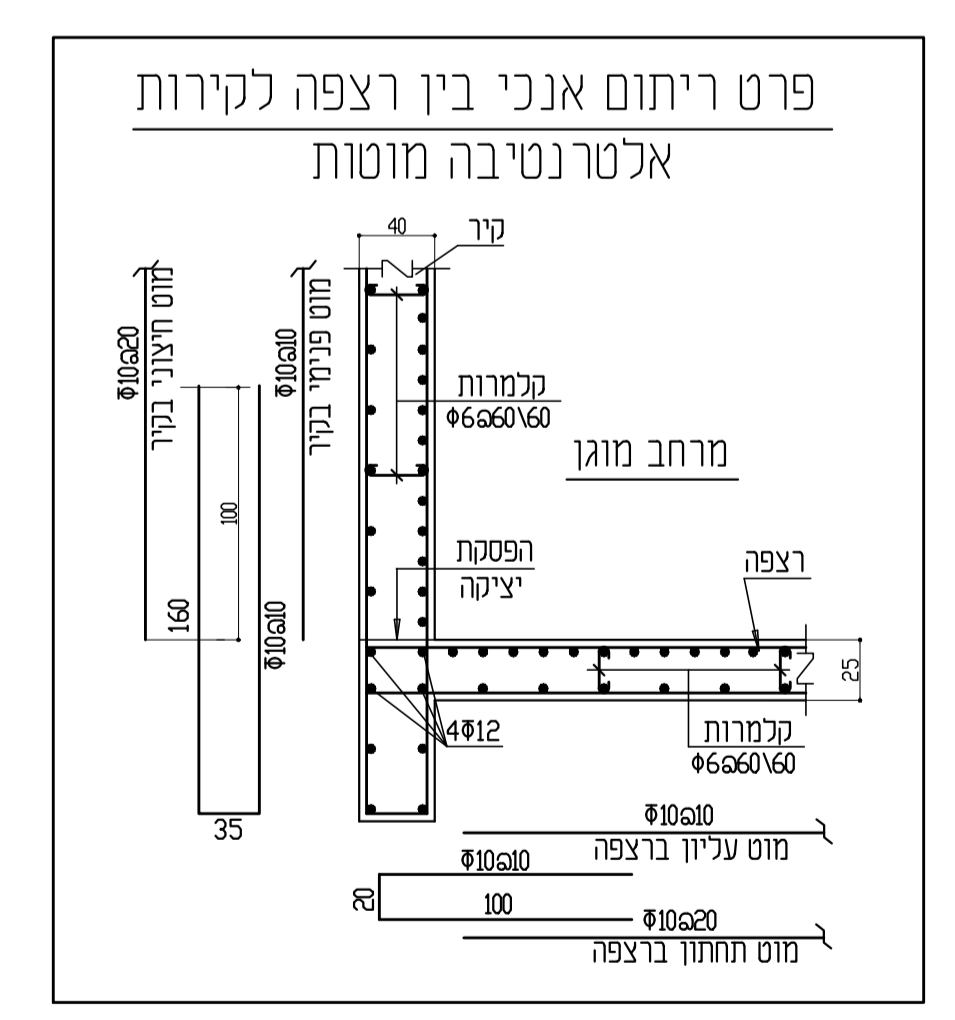 פרט ריתום אנכי בין רצפה לקירות
אלטרנטיבה מוטות
40
קיר
Φ10@20
מוט חיצוני בקיר
Φ10@10
מוט פנימי בקיר
קלמרות
Φ6@60\60
מרחב מוגן
100
160
Φ10@10
הפסקת
יציקה
רצפה
25
4Φ12
קלמרות
Φ6@60\60
35
Φ10@10
מוט עליון ברצפה
Φ10@10
20
100
Φ10@20
מוט תחתון ברצפה